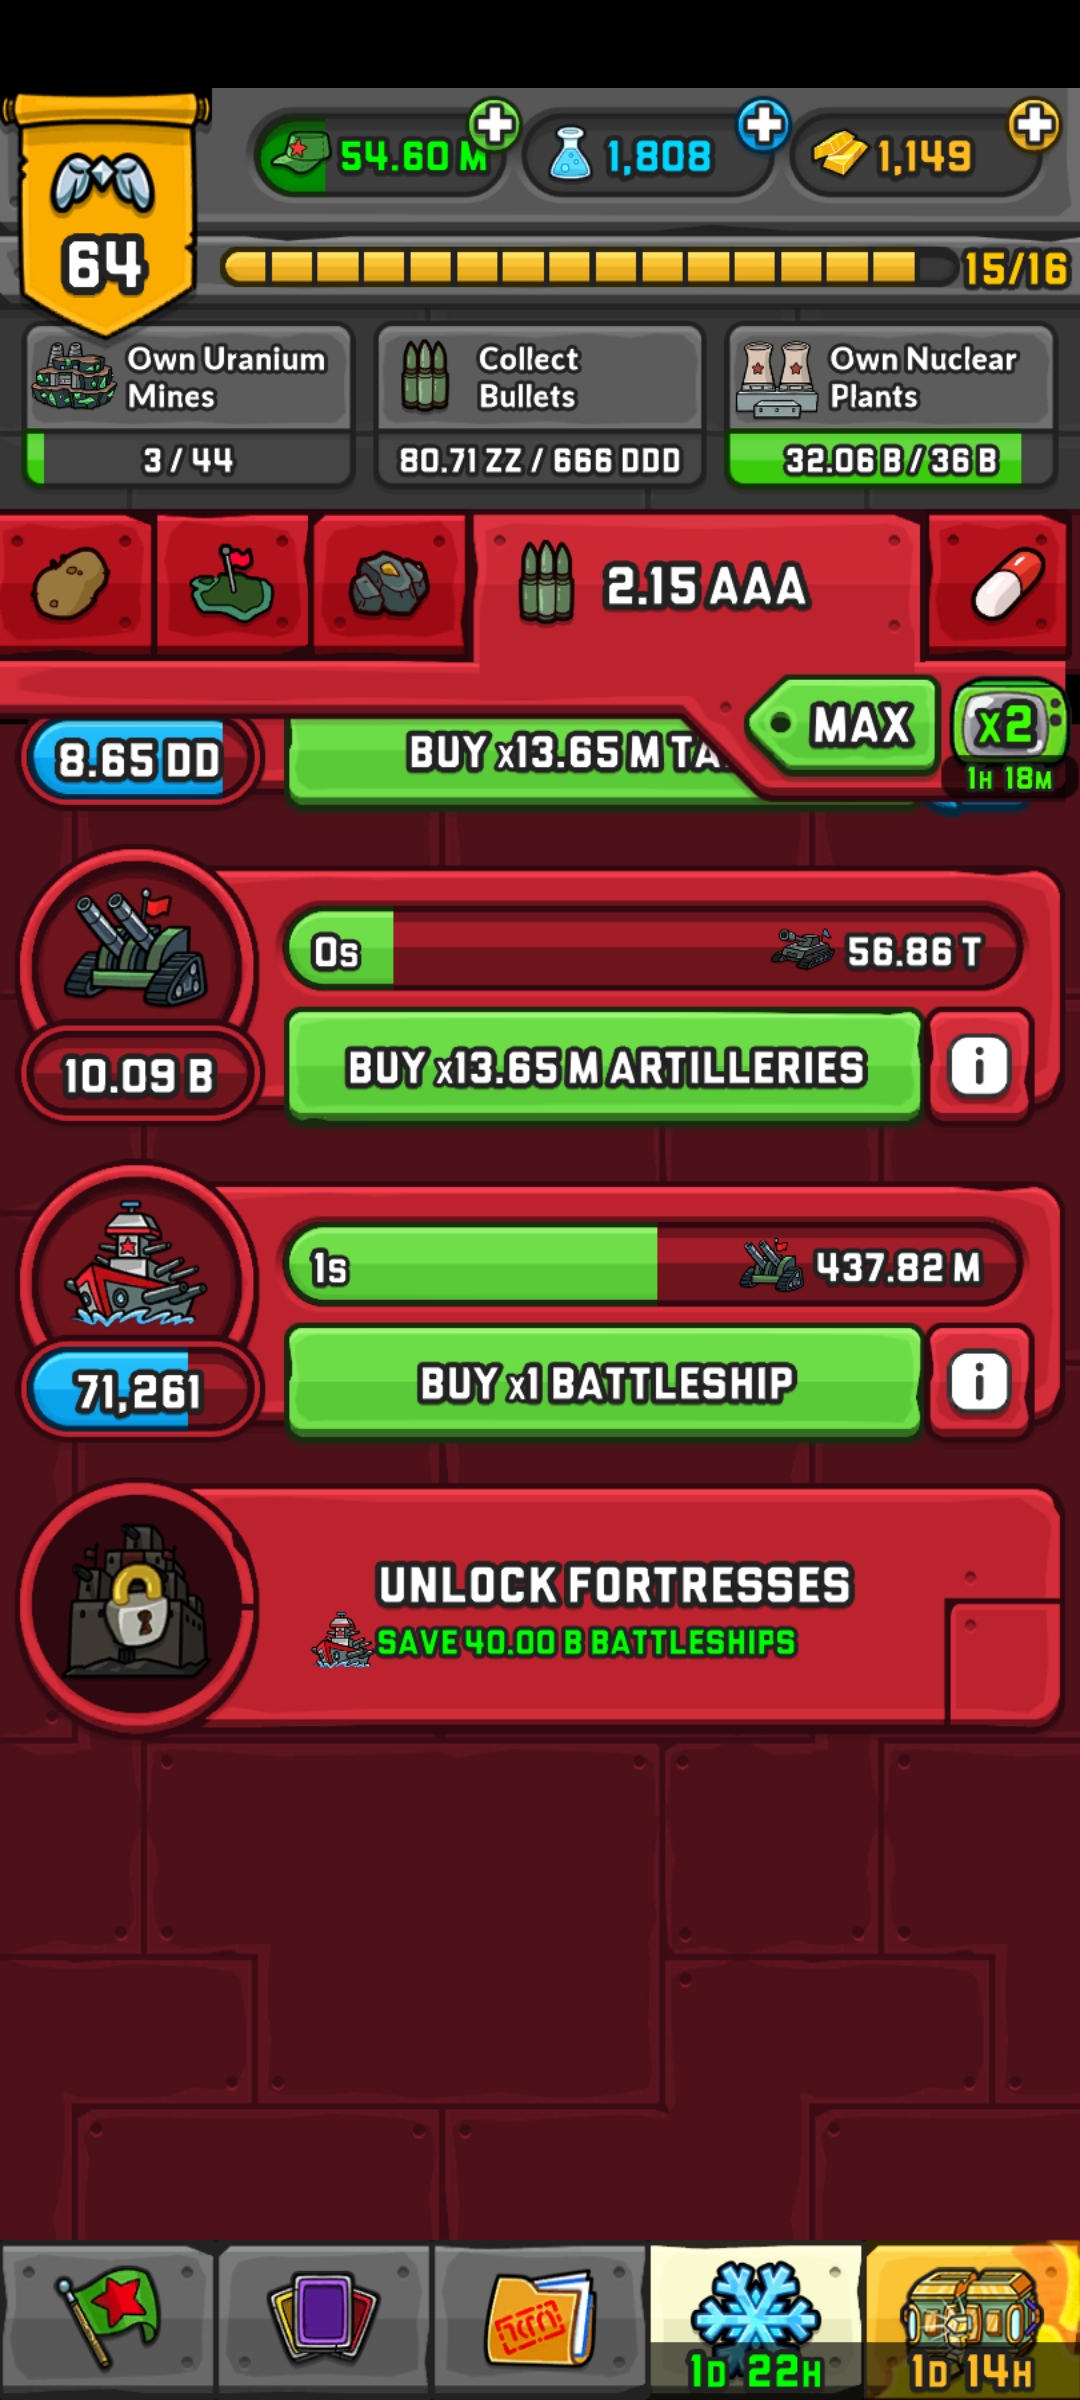 64
54.60 M
1,808
1,149
15/16
Own Uranium
Mines
3 / 44
Collect
Bullets
80.71 ZZ / 666 DDD
Own Nuclear
Plants
32.06 B / 36 B
2.15 AAA
MAX
x2
1H 18M
8.65 DD
BUY x13.65 M TA
0s
56.86 T
10.09 B
BUY x13.65 M ARTILLERIES
i
1s
437.82 M
71,261
BUY x1 BATTLESHIP
i
UNLOCK FORTRESSES
SAVE 40.00 B BATTLESHIPS
1D 22H
1D 14H